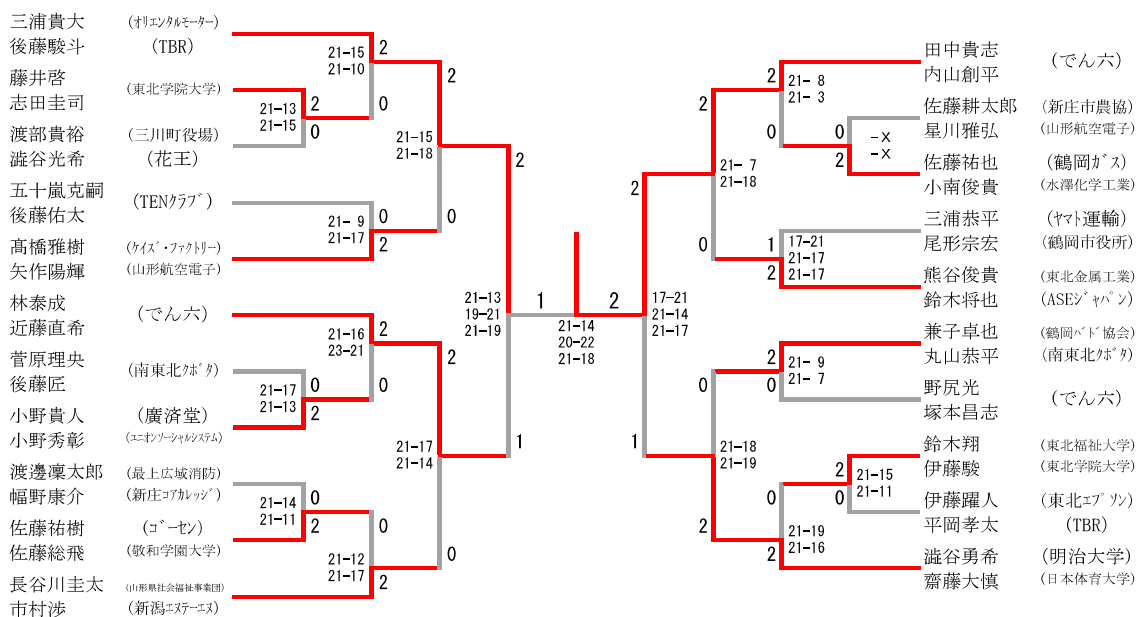 三浦貴大 (ｵﾘｴﾝﾀﾙﾓｰﾀｰ)
後藤駿斗 (TBR)
藤井啓 (東北学院大学)
志田圭司
渡部貴裕 (三川町役場)
澁谷光希 (花王)
五十嵐克嗣 (TENｸﾗﾌﾞ)
後藤佑太
髙橋雅樹 (ｹｲｽﾞ・ﾌｧｸﾄﾘｰ)
矢作陽輝 (山形航空電子)
林泰成 (でん六)
近藤直希
菅原理央 (南東北ｸﾎﾞﾀ)
後藤匠
小野貴人 (廣済堂)
小野秀彰 (ﾕﾆｵﾝｿｰｼｬﾙｼｽﾃﾑ)
渡邊凜太郎 (最上広域消防)
幅野康介 (新庄ｺｱｶﾚｯｼﾞ)
佐藤祐樹 (ｺﾞｰｾﾝ)
佐藤総飛 (敬和学園大学)
長谷川圭太 (山形県社会福祉事業団)
市村渉 (新潟ｴｽﾃｰｴﾇ)
21-15 2
21-10 0
21-13 2
21-15 0
21-15 2
21-18 0
21-9 0
21-17 2
21-16 2
23-21 0
21-17 0
21-13 2
21-17 2
21-14 0
21-14 0
21-11 2
21-12 0
21-17 2
21-13 2
19-21
21-19 1
1 2
21-14
20-22
21-18
2 17-21
21-14
1 21-17
2 21-7
0 21-18
2 21-8
0 21-3
0 -X
2 -X
1 17-21
21-17
2 21-17
0 21-18
2 21-19
2 21-9
0 21-7
2 21-15
0 21-11
0 21-19
2 21-16
田中貴志 (でん六)
内山創平
佐藤耕太郎 (新庄市農協)
星川雅弘 (山形航空電子)
佐藤祐也 (鶴岡ｶﾞｽ)
小南俊貴 (水澤化学工業)
三浦恭平 (ﾔﾏﾄ運輸)
尾形宗宏 (鶴岡市役所)
熊谷俊貴 (東北金属工業)
鈴木将也 (ASEｼﾞｬﾊﾟﾝ)
兼子卓也 (鶴岡ﾊﾞﾄﾞ協会)
丸山恭平 (南東北ｸﾎﾞﾀ)
野尻光 (でん六)
塚本昌志
鈴木翔 (東北福祉大学)
伊藤駿 (東北学院大学)
伊藤躍人 (東北ｴﾌﾟｿﾝ)
平岡孝太 (TBR)
澁谷勇希 (明治大学)
齋藤大慎 (日本体育大学)